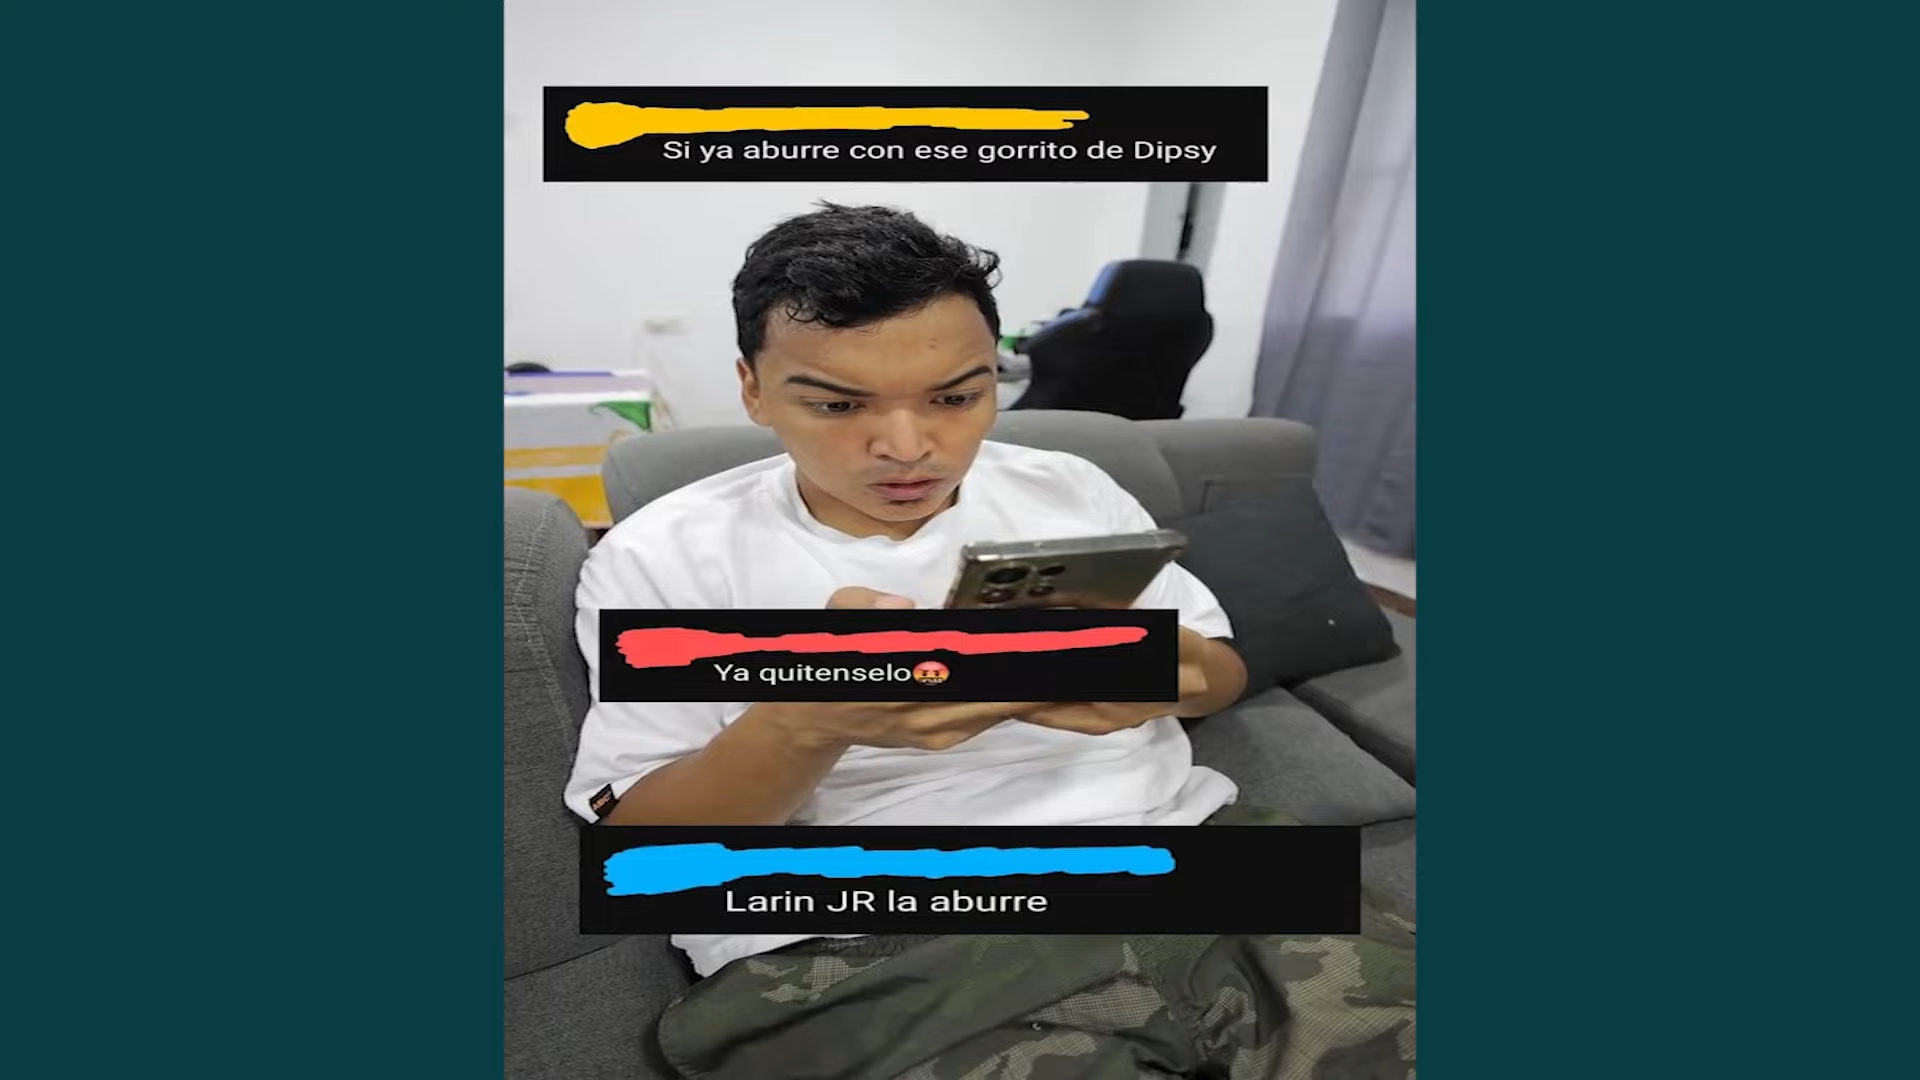 Si ya aburre con ese gorrito de Dipsy
Ya quitenselo😡
Larin JR la aburre